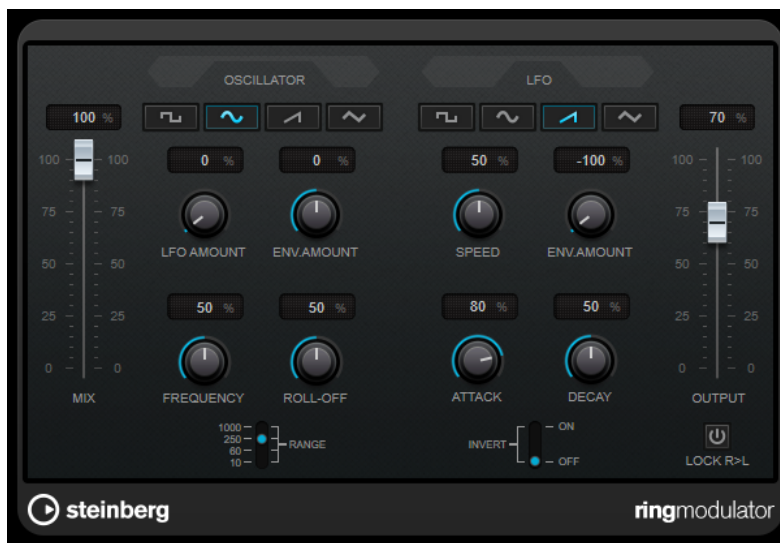 OSCILLATOR
LFO
100 %
70 %
0 %
0 %
50 %
-100 %
100 100
75 75
50 50
25 25
0 0
MIX
LFO AMOUNT
ENV.AMOUNT
SPEED
ENV.AMOUNT
50 %
50 %
80 %
50 %
FREQUENCY
ROLL-OFF
ATTACK
DECAY
100 100
75 75
50 50
25 25
0 0
OUTPUT
1000
250
60
10
RANGE
INVERT
ON
OFF
LOCK R>L
steinberg
ringmodulator